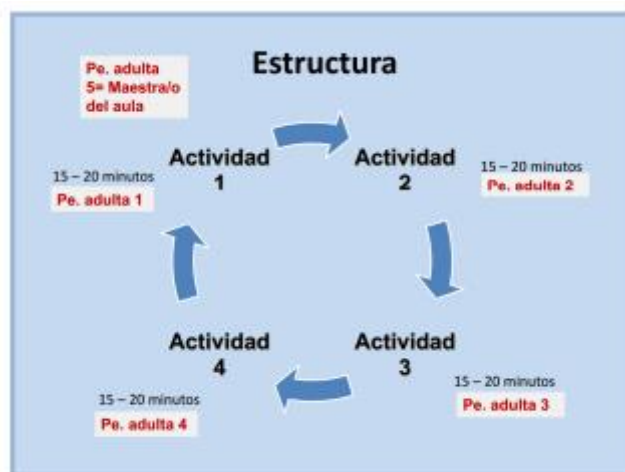 Estructura
Pe. adulta
5= Maestra/o
del aula
Actividad
1
15 – 20 minutos
Pe. adulta 1
Actividad
2
15 – 20 minutos
Pe. adulta 2
Actividad
3
15 – 20 minutos
Pe. adulta 3
Actividad
4
15 – 20 minutos
Pe. adulta 4